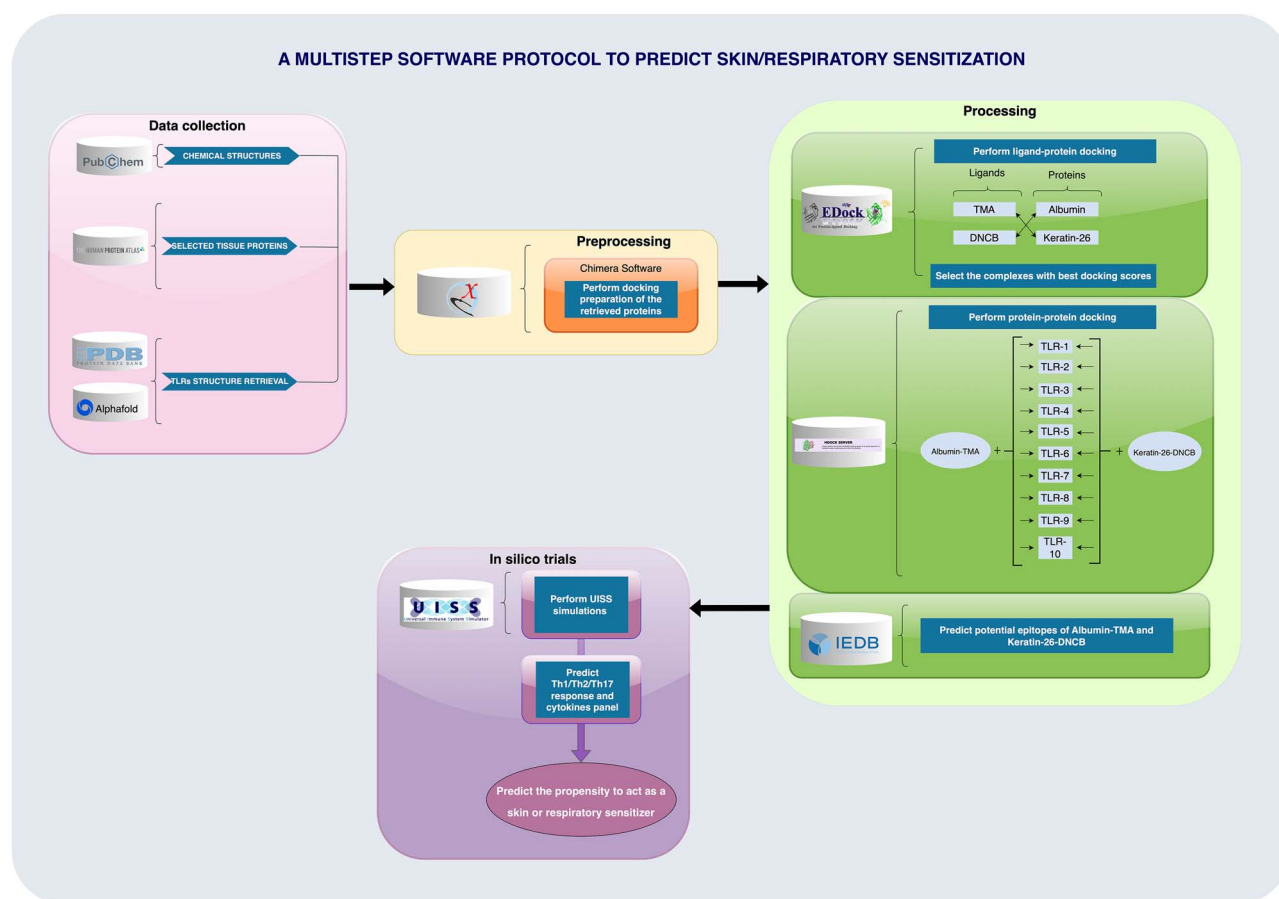 A MULTISTEP SOFTWARE PROTOCOL TO PREDICT SKIN/RESPIRATORY SENSITIZATION
Data collection
PubChem
CHEMICAL STRUCTURES
THE HUMAN PROTEIN ATLAS
SELECTED TISSUE PROTEINS
PDB
PROTEIN DATA BANK
Alphafold
TLRs STRUCTURE RETRIEVAL
Preprocessing
X
Chimera Software
Perform docking
preparation of the
retrieved proteins
Processing
EDock
Perform ligand-protein docking
Ligands
Proteins
TMA
Albumin
DNCB
Keratin-26
Select the complexes with best docking scores
HDOCK SERVER
Perform protein-protein docking
Albumin-TMA
+
TLR-1
TLR-2
TLR-3
TLR-4
TLR-5
TLR-6
TLR-7
TLR-8
TLR-9
TLR-
10
+
Keratin-26-DNCB
IEDB
Predict potential epitopes of Albumin-TMA and
Keratin-26-DNCB
In silico trials
UISS
Universal Immune System Simulator
Perform UISS
simulations
Predict
Th1/Th2/Th17
response and
cytokines panel
Predict the propensity to act as a
skin or respiratory sensitizer